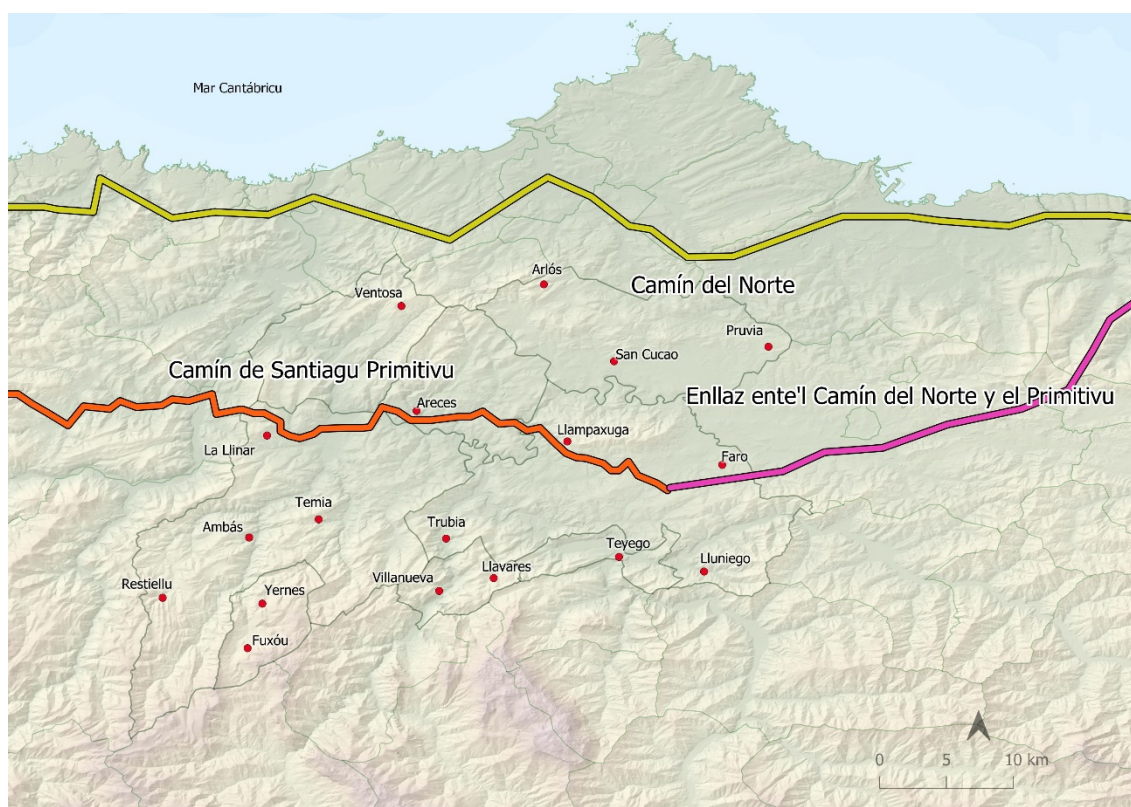 Mar Cantábricu
Arlós
Camín del Norte
Ventosa
Pruvia
San Cucao
Camín de Santiagu Primitivu
Enllaz ente'l Camín del Norte y el Primitivu
Areces
Llampaxuga
La Llinar
Faro
Temia
Ambás
Trubia
Teyego
Lluniego
Llavares
Villanueva
Restiellu
Yernes
Fuxóu
0 5 10 km